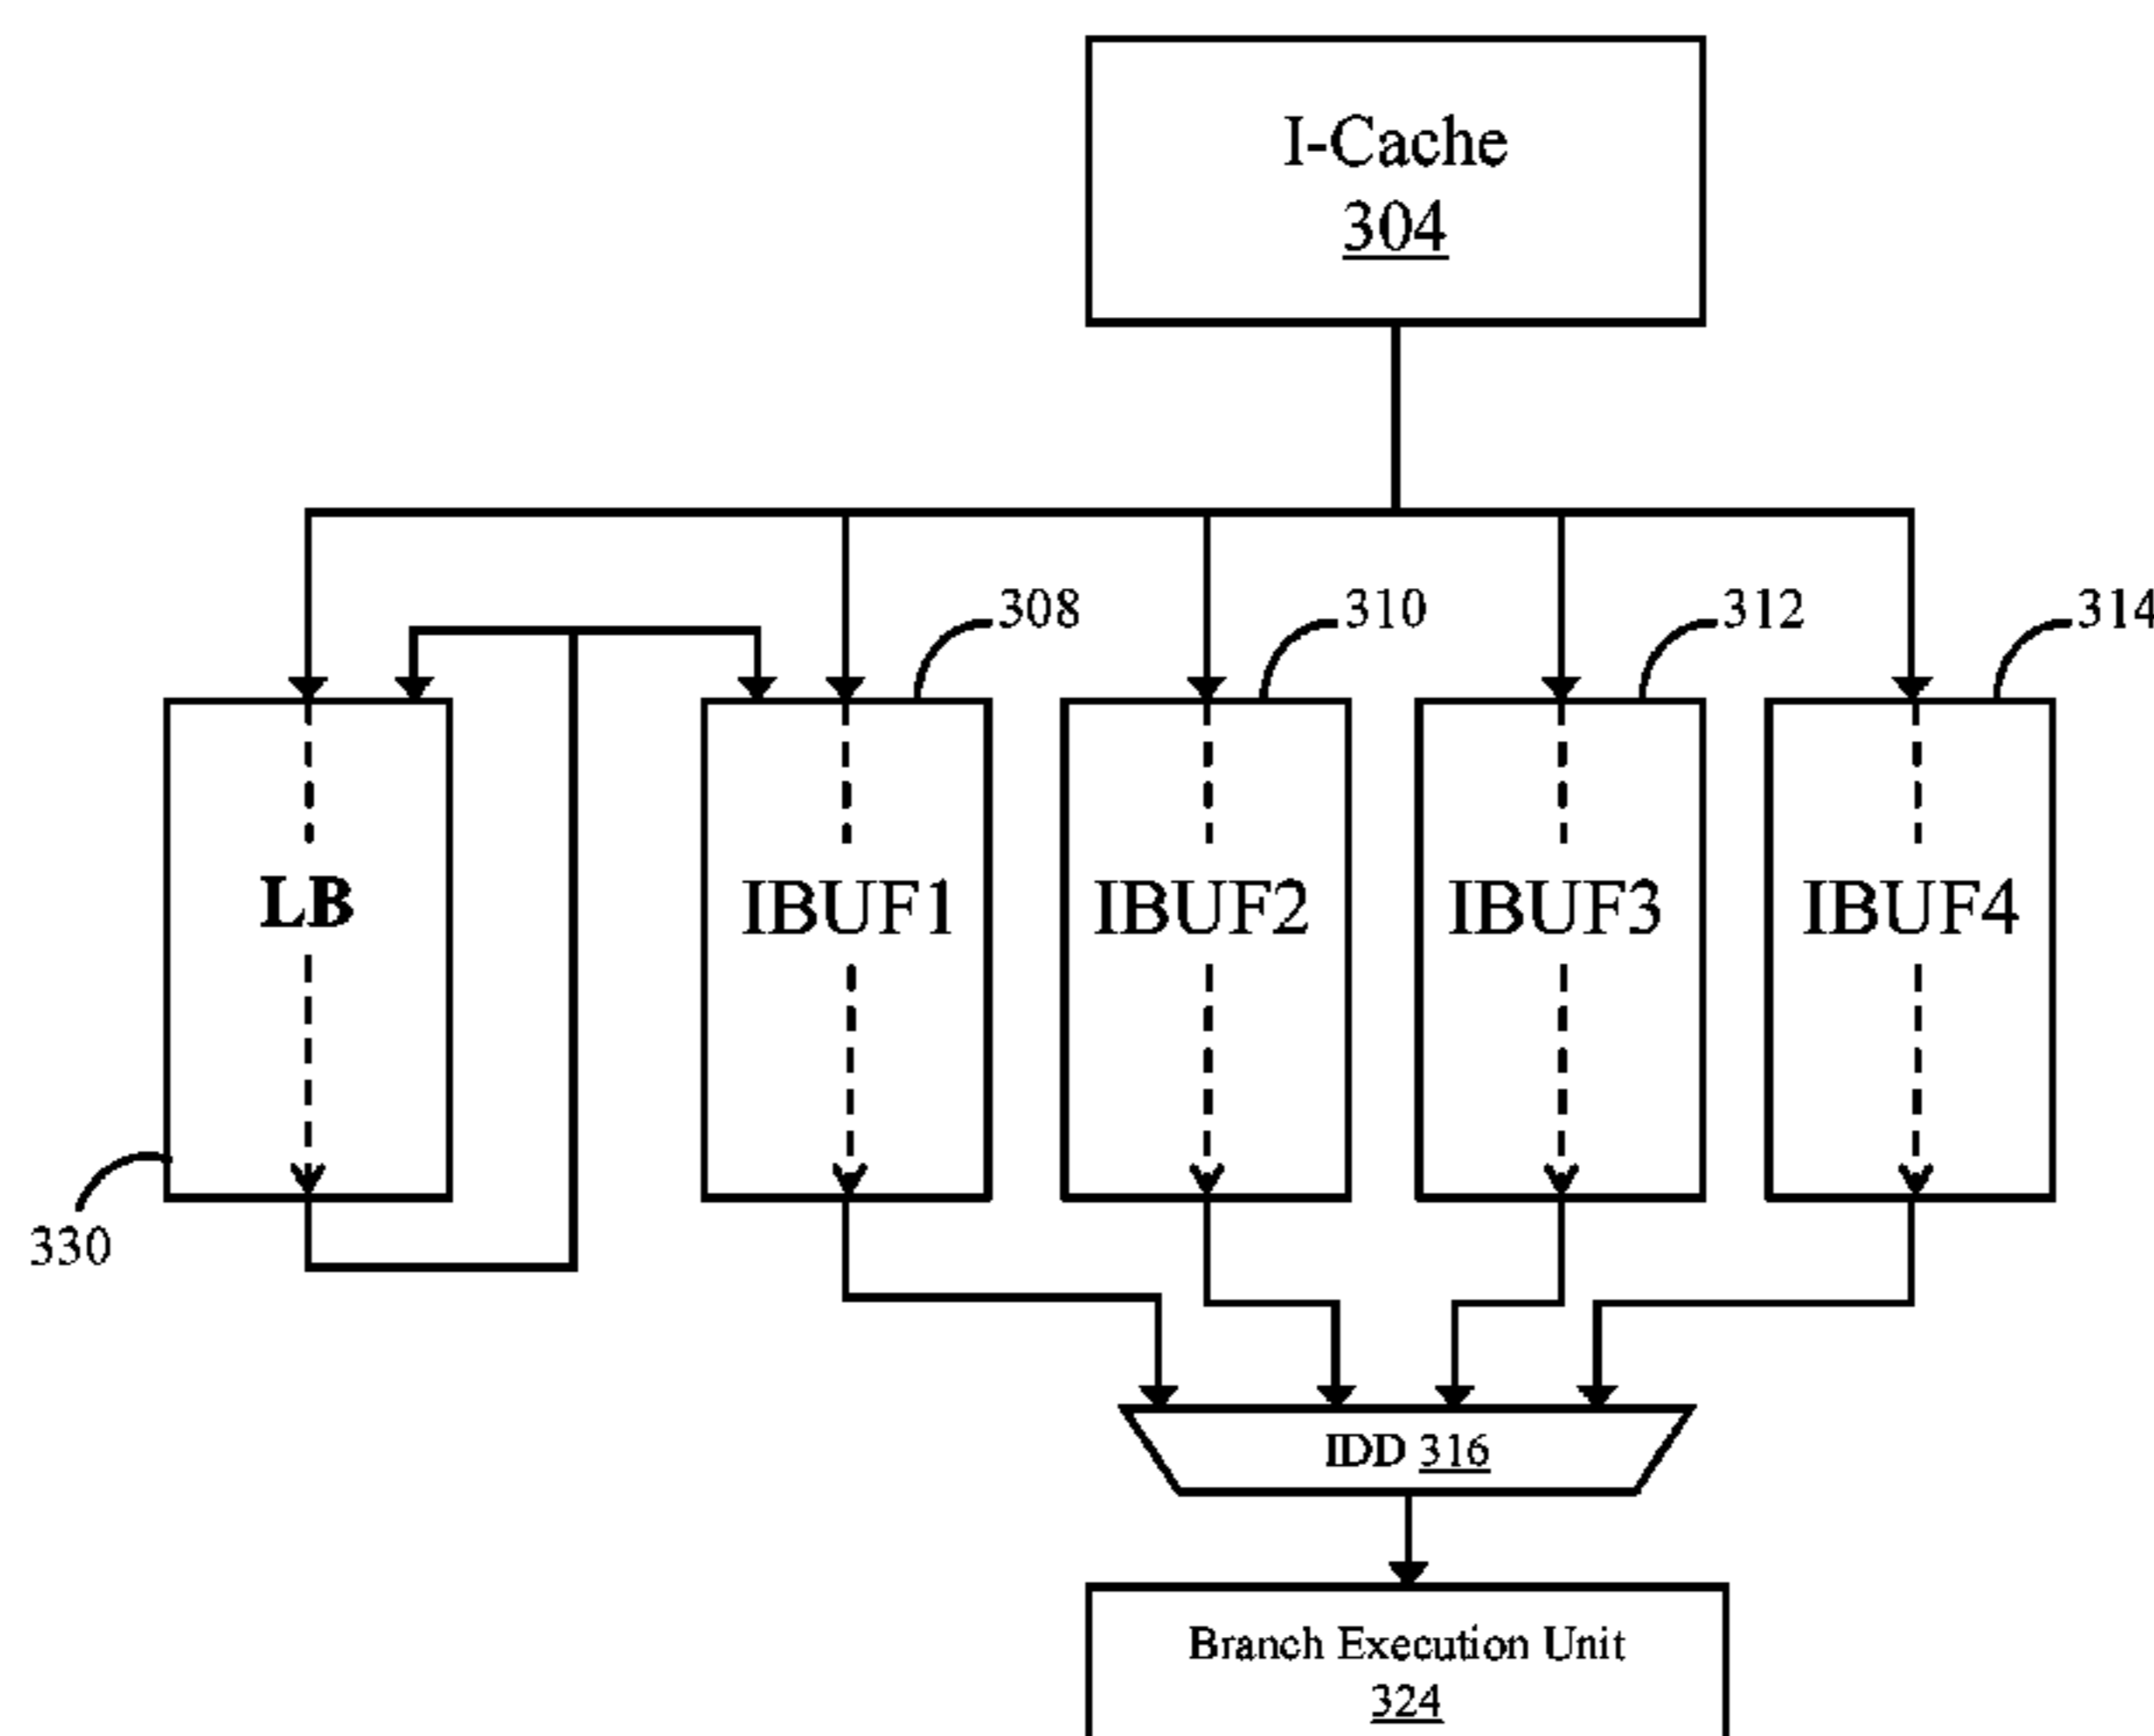 I-Cache
304
308
310
312
314
LB
IBUF1
IBUF2
IBUF3
IBUF4
330
IDD 316
Branch Execution Unit
324